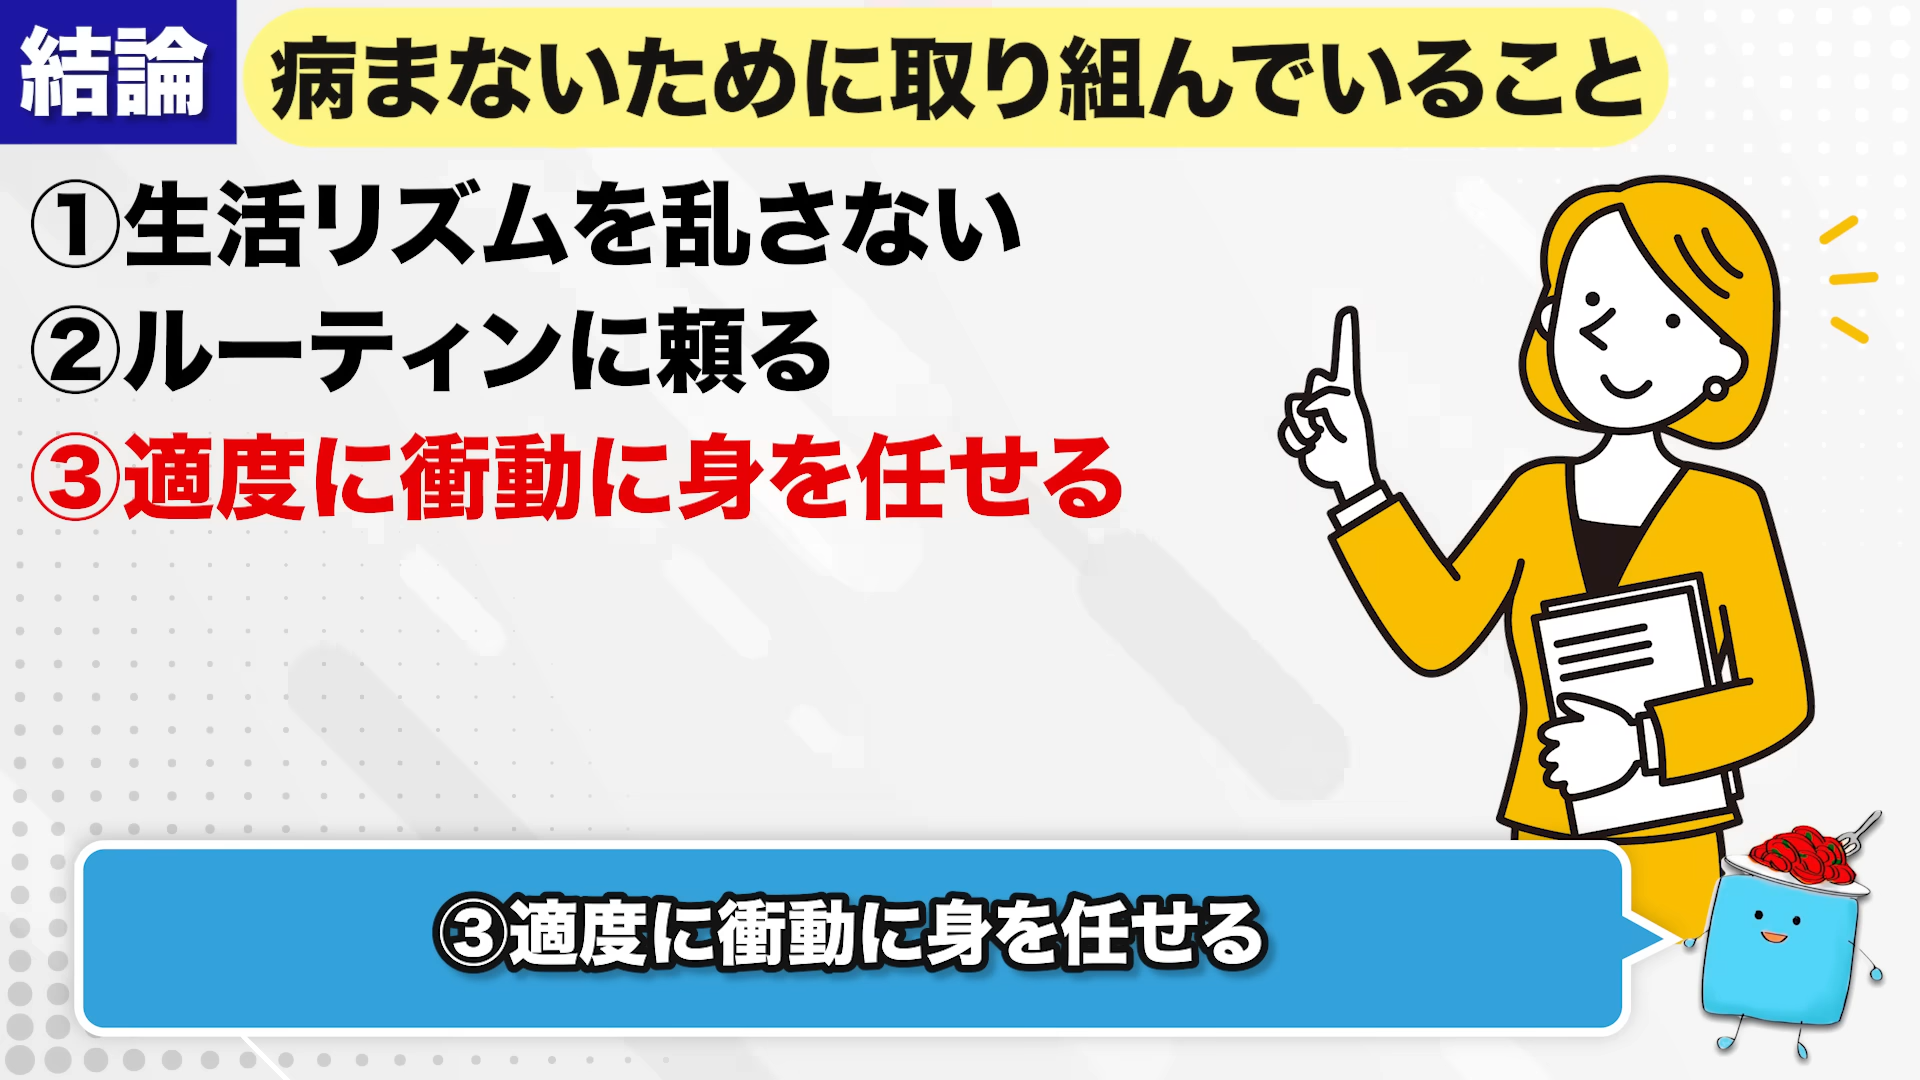 結論
病まないために取り組んでいること
①生活リズムを乱さない
②ルーティンに頼る
③適度に衝動に身を任せる
③適度に衝動に身を任せる